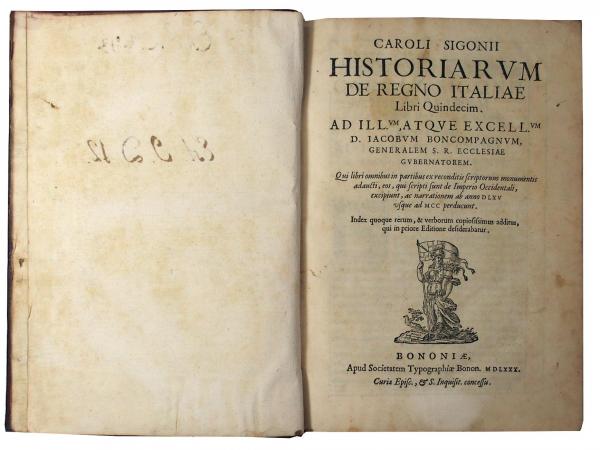 CAROLI SIGONII
HISTORIARVM
DE REGNO ITALIAE
Libri Quindecim.
AD ILL.VM, ATQVE EXCELL.VM
D. IACOBVM BONCOMPAGNVM,
GENERALEM S. R. ECCLESIAE
GVBERNATOREM.
Qui libri omnibus in partibus ex reconditis scriptorum monumentis
adaucti, eos, qui scripti sunt de Imperio Occidentali,
excipiunt, ac narrationem ab anno DLXV
vsque ad MCC perducunt.
Index quoque rerum, & verborum copiosissimus additus,
qui in priore Editione desiderabatur.
BONONIÆ,
Apud Societatem Typographiæ Bonon. MDLXXX.
Curiæ Episc., & S. Inquisit. concessu.